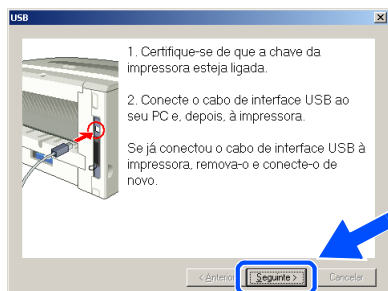 USB
1. Certifique-se de que a chave da
impressora esteja ligada.
2. Conecte o cabo de interface USB ao
seu PC e, depois, à impressora.
Se já conectou o cabo de interface USB à
impressora, remova-o e conecte-o de
novo.
< Anterior Seguinte > Cancelar